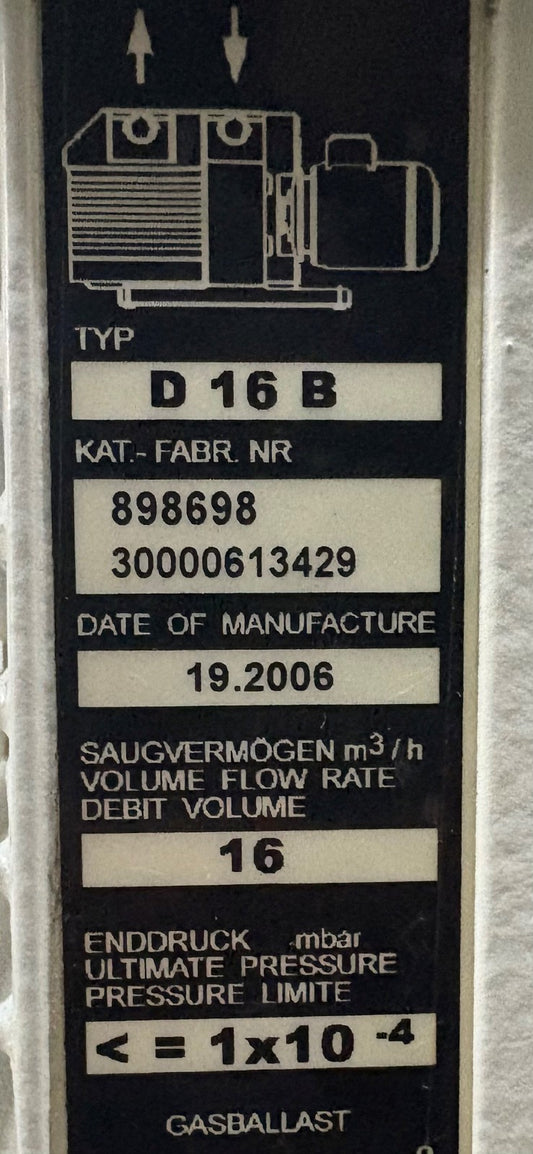 TYP
D 16 B
KAT.- FABR. NR
898698
30000613429
DATE OF MANUFACTURE
19.2006
SAUGVERMÖGEN m³/h
VOLUME FLOW RATE
DEBIT VOLUME
16
ENDDRUCK mbar
ULTIMATE PRESSURE
PRESSURE LIMITE
< = 1x10 -4
GASBALLAST